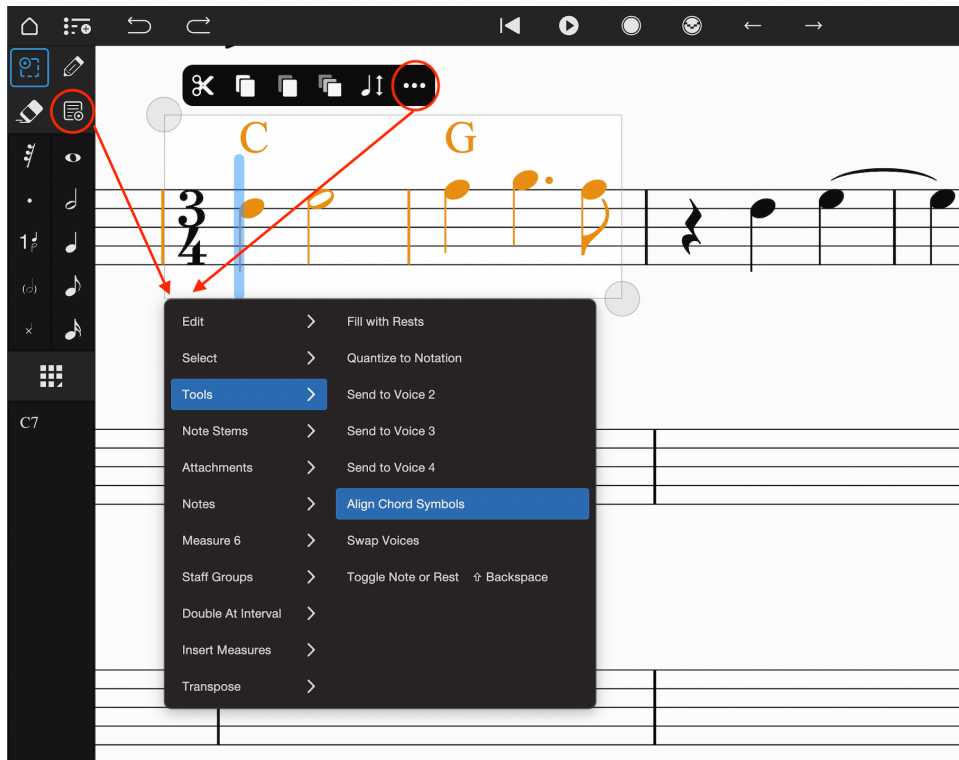 C G
3
4
C7
Edit
Select
Tools
Note Stems
Attachments
Notes
Measure 6
Staff Groups
Double At Interval
Insert Measures
Transpose
Fill with Rests
Quantize to Notation
Send to Voice 2
Send to Voice 3
Send to Voice 4
Align Chord Symbols
Swap Voices
Toggle Note or Rest ⇧ Backspace